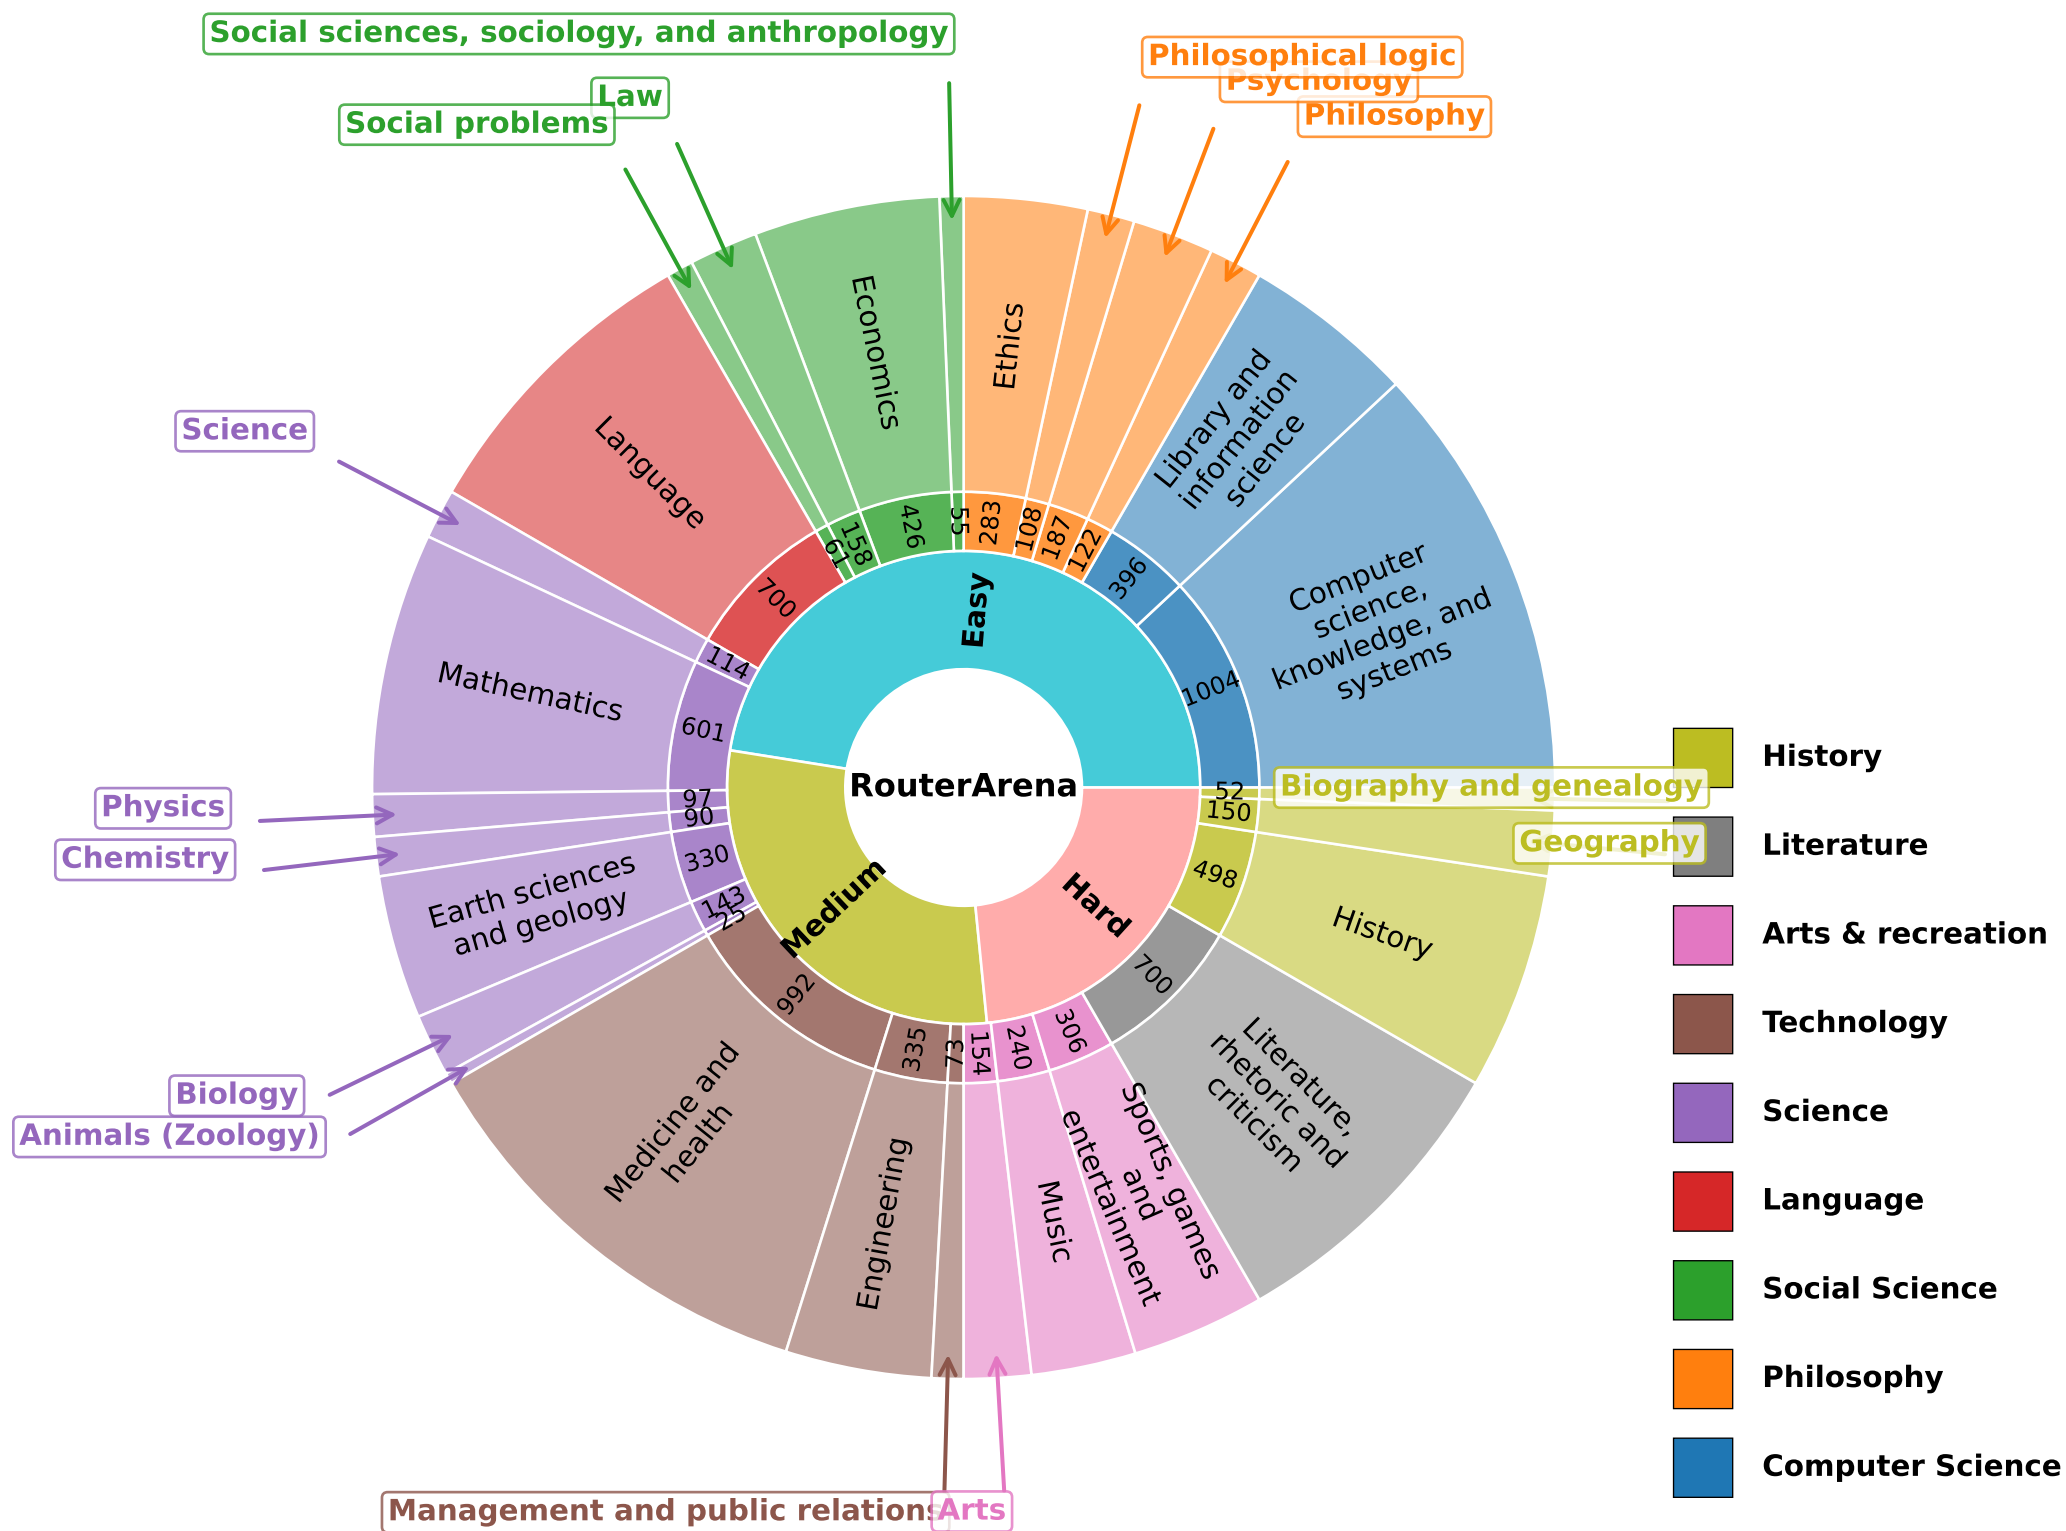 Social sciences, sociology, and anthropology
Law
Social problems
Philosophical logic
Psychology
Philosophy
Science
Physics
Chemistry
Biology
Animals (Zoology)
Management and public relations
Arts
Biography and genealogy
Geography
Economics
Ethics
Library and
information
science
Computer
science,
knowledge, and
systems
Language
Mathematics
Earth sciences
and geology
Medicine and
health
Engineering
Music
Sports, games
and
entertainment
Literature,
rhetoric and
criticism
History
700
61
158
426
55
283
108
187
122
396
1004
52
150
498
700
306
240
154
73
335
992
25
143
330
90
97
601
114
Easy
Medium
Hard
RouterArena
History
Literature
Arts & recreation
Technology
Science
Language
Social Science
Philosophy
Computer Science